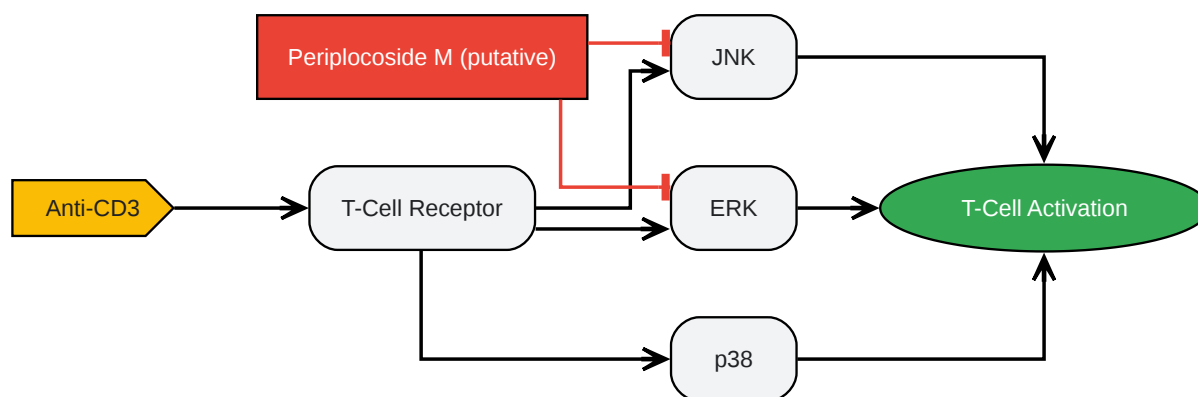 Periplocoside M (putative)
JNK
Anti-CD3
T-Cell Receptor
ERK
T-Cell Activation
p38